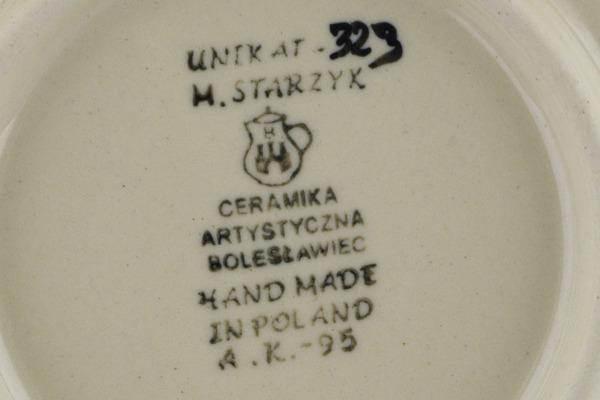 UNIKAT - 323
M. STARZYK
B
CERAMIKA
ARTYSTYCZNA
BOLESŁAWIEC
HAND MADE
IN POLAND
A.K.-95